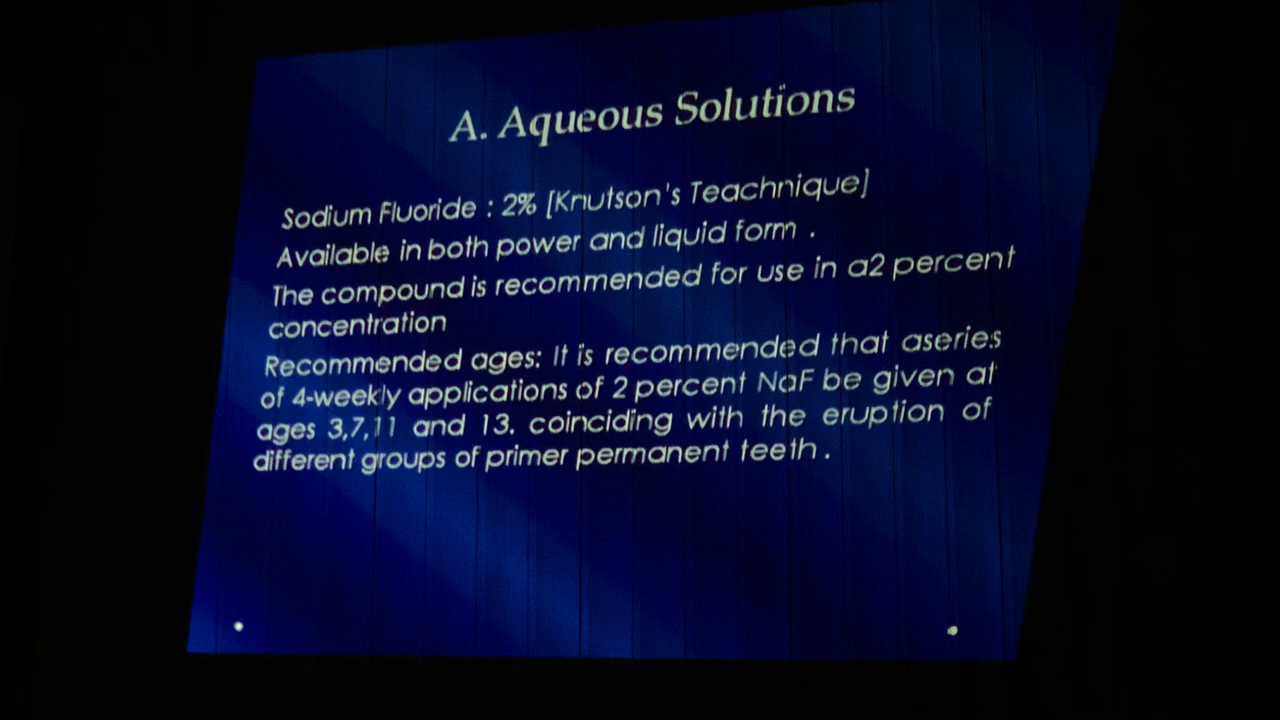 A. Aqueous Solutions
Sodium Fluoride : 2% [Knutson's Teachnique]
Available in both power and liquid form .
The compound is recommended for use in a2 percent
concentration
Recommended ages: It is recommended that aseries
of 4-weekly applications of 2 percent NaF be given at
ages 3,7,11 and 13. coinciding with the eruption of
different groups of primer permanent teeth .